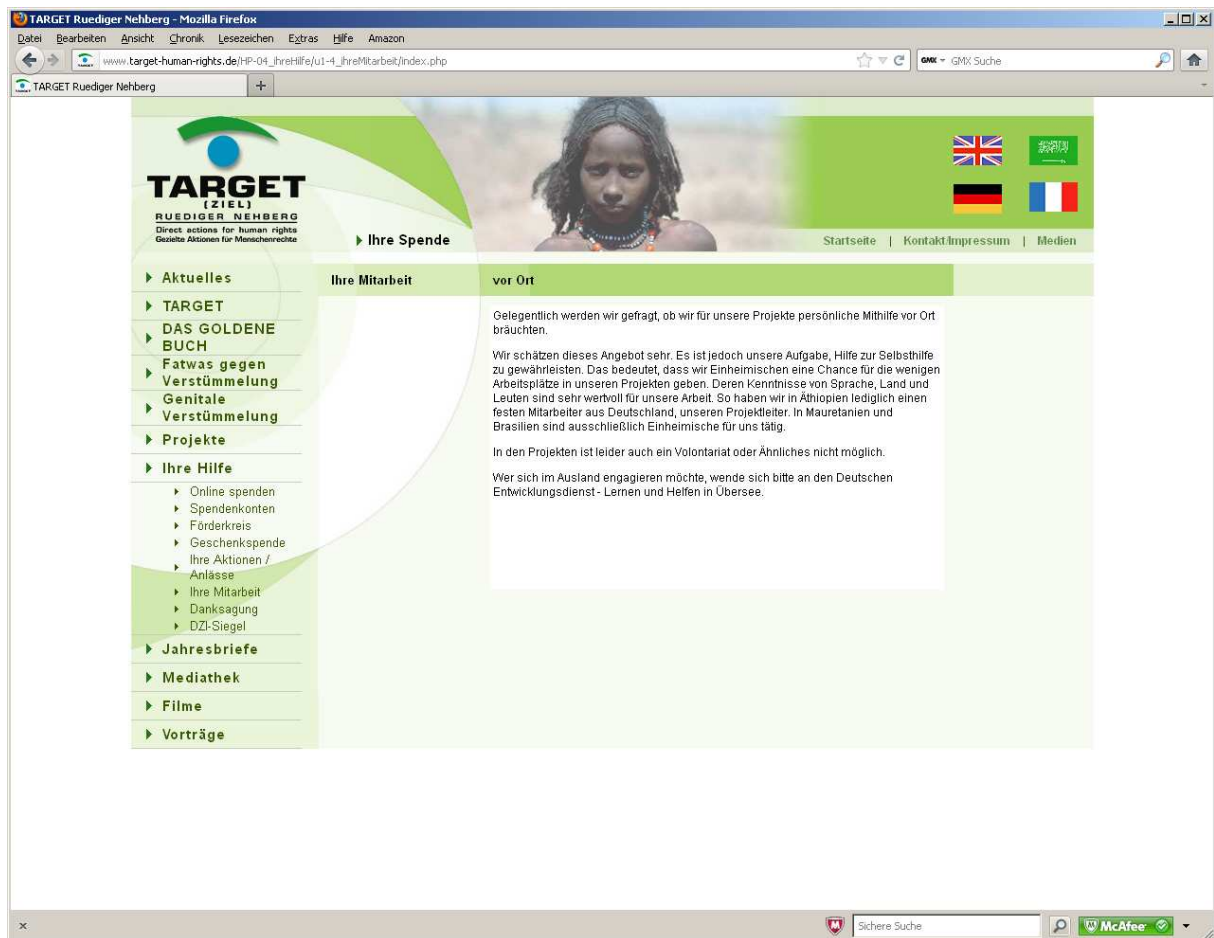 TARGET Ruediger Nehberg - Mozilla Firefox
Datei Bearbeiten Ansicht Chronik Lesezeichen Extras Hilfe Amazon
www.target-human-rights.de/HP-04_ihreHilfe/u1-4_ihreMitarbeit/index.php
GMX GMX Suche
TARGET Ruediger Nehberg
TARGET
(ZIEL)
RUEDIGER NEHBERG
Direct actions for human rights
Gezielte Aktionen für Menschenrechte
Ihre Spende
Startseite | Kontakt/Impressum | Medien
Aktuelles
TARGET
DAS GOLDENE
BUCH
Fatwas gegen
Verstümmelung
Genitale
Verstümmelung
Projekte
Ihre Hilfe
Online spenden
Spendenkonten
Förderkreis
Geschenkspende
Ihre Aktionen /
Anlässe
Ihre Mitarbeit
Danksagung
DZI-Siegel
Jahresbriefe
Mediathek
Filme
Vorträge
Ihre Mitarbeit
vor Ort
Gelegentlich werden wir gefragt, ob wir für unsere Projekte persönliche Mithilfe vor Ort
bräuchten.
Wir schätzen dieses Angebot sehr. Es ist jedoch unsere Aufgabe, Hilfe zur Selbsthilfe
zu gewährleisten. Das bedeutet, dass wir Einheimischen eine Chance für die wenigen
Arbeitsplätze in unseren Projekten geben. Deren Kenntnisse von Sprache, Land und
Leuten sind sehr wertvoll für unsere Arbeit. So haben wir in Äthiopien lediglich einen
festen Mitarbeiter aus Deutschland, unseren Projektleiter. In Mauretanien und
Brasilien sind ausschließlich Einheimische für uns tätig.
In den Projekten ist leider auch ein Volontariat oder Ähnliches nicht möglich.
Wer sich im Ausland engagieren möchte, wende sich bitte an den Deutschen
Entwicklungsdienst - Lernen und Helfen in Übersee.
Sichere Suche
McAfee